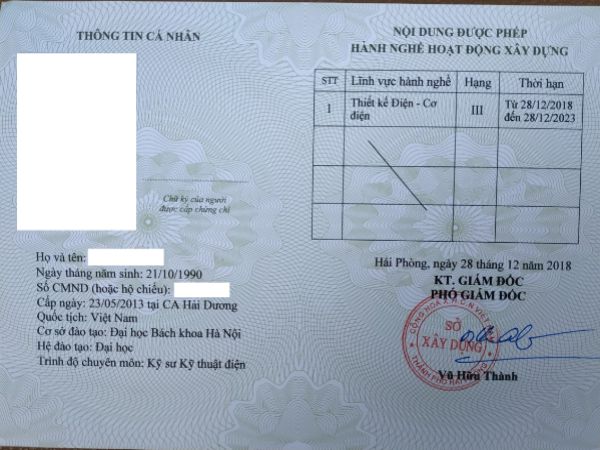 THÔNG TIN CÁ NHÂN
Chữ ký của người
được cấp chứng chỉ
Họ và tên:
Ngày tháng năm sinh: 21/10/1990
Số CMND (hoặc hộ chiếu):
Cấp ngày: 23/05/2013 tại CA Hải Dương
Quốc tịch: Việt Nam
Cơ sở đào tạo: Đại học Bách khoa Hà Nội
Hệ đào tạo: Đại học
Trình độ chuyên môn: Kỹ sư Kỹ thuật điện
NỘI DUNG ĐƯỢC PHÉP
HÀNH NGHỀ HOẠT ĐỘNG XÂY DỰNG
STT Lĩnh vực hành nghề Hạng Thời hạn
1 Thiết kế Điện - Cơ điện III Từ 28/12/2018 đến 28/12/2023
Hải Phòng, ngày 28 tháng 12 năm 2018
KT. GIÁM ĐỐC
PHÓ GIÁM ĐỐC
SỞ
XÂY DỰNG
Vũ Hữu Thành